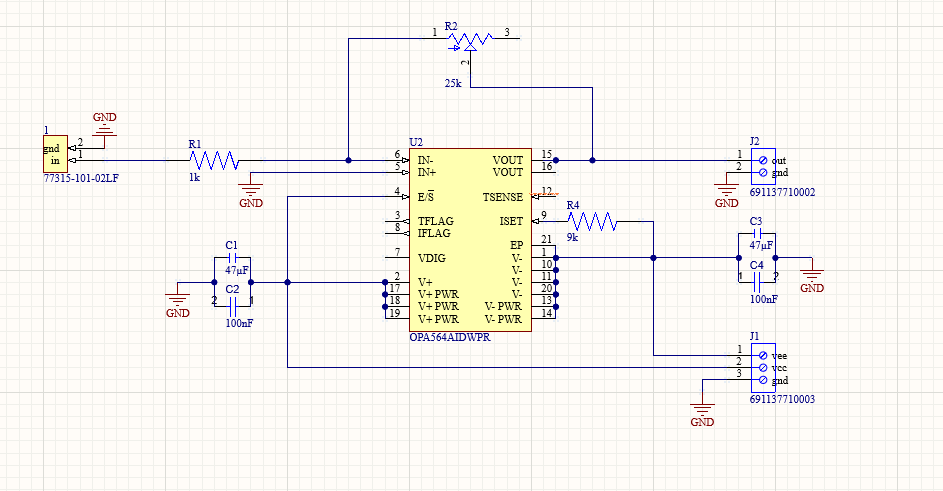 R2
1
3
2
25k
GND
1
gnd
2
in
1
77315-101-02LF
R1
1k
GND
U2
6 IN- VOUT 15
5 IN+ VOUT 16
4 E/S TSENSE 12
3 TFLAG ISET 9
8 IFLAG
EP 21
7 VDIG V- 1
V- 10
2 V+ V- 11
17 V+ PWR V- 20
18 V+ PWR V- PWR 13
19 V+ PWR V- PWR 14
OPA564AIDWPR
R4
9k
J2
1 out
2 gnd
691137710002
GND
C1
47µF
C2
2 1
100nF
GND
C3
47µF
C4
1 2
100nF
GND
J1
1 vee
2 vcc
3 gnd
691137710003
GND